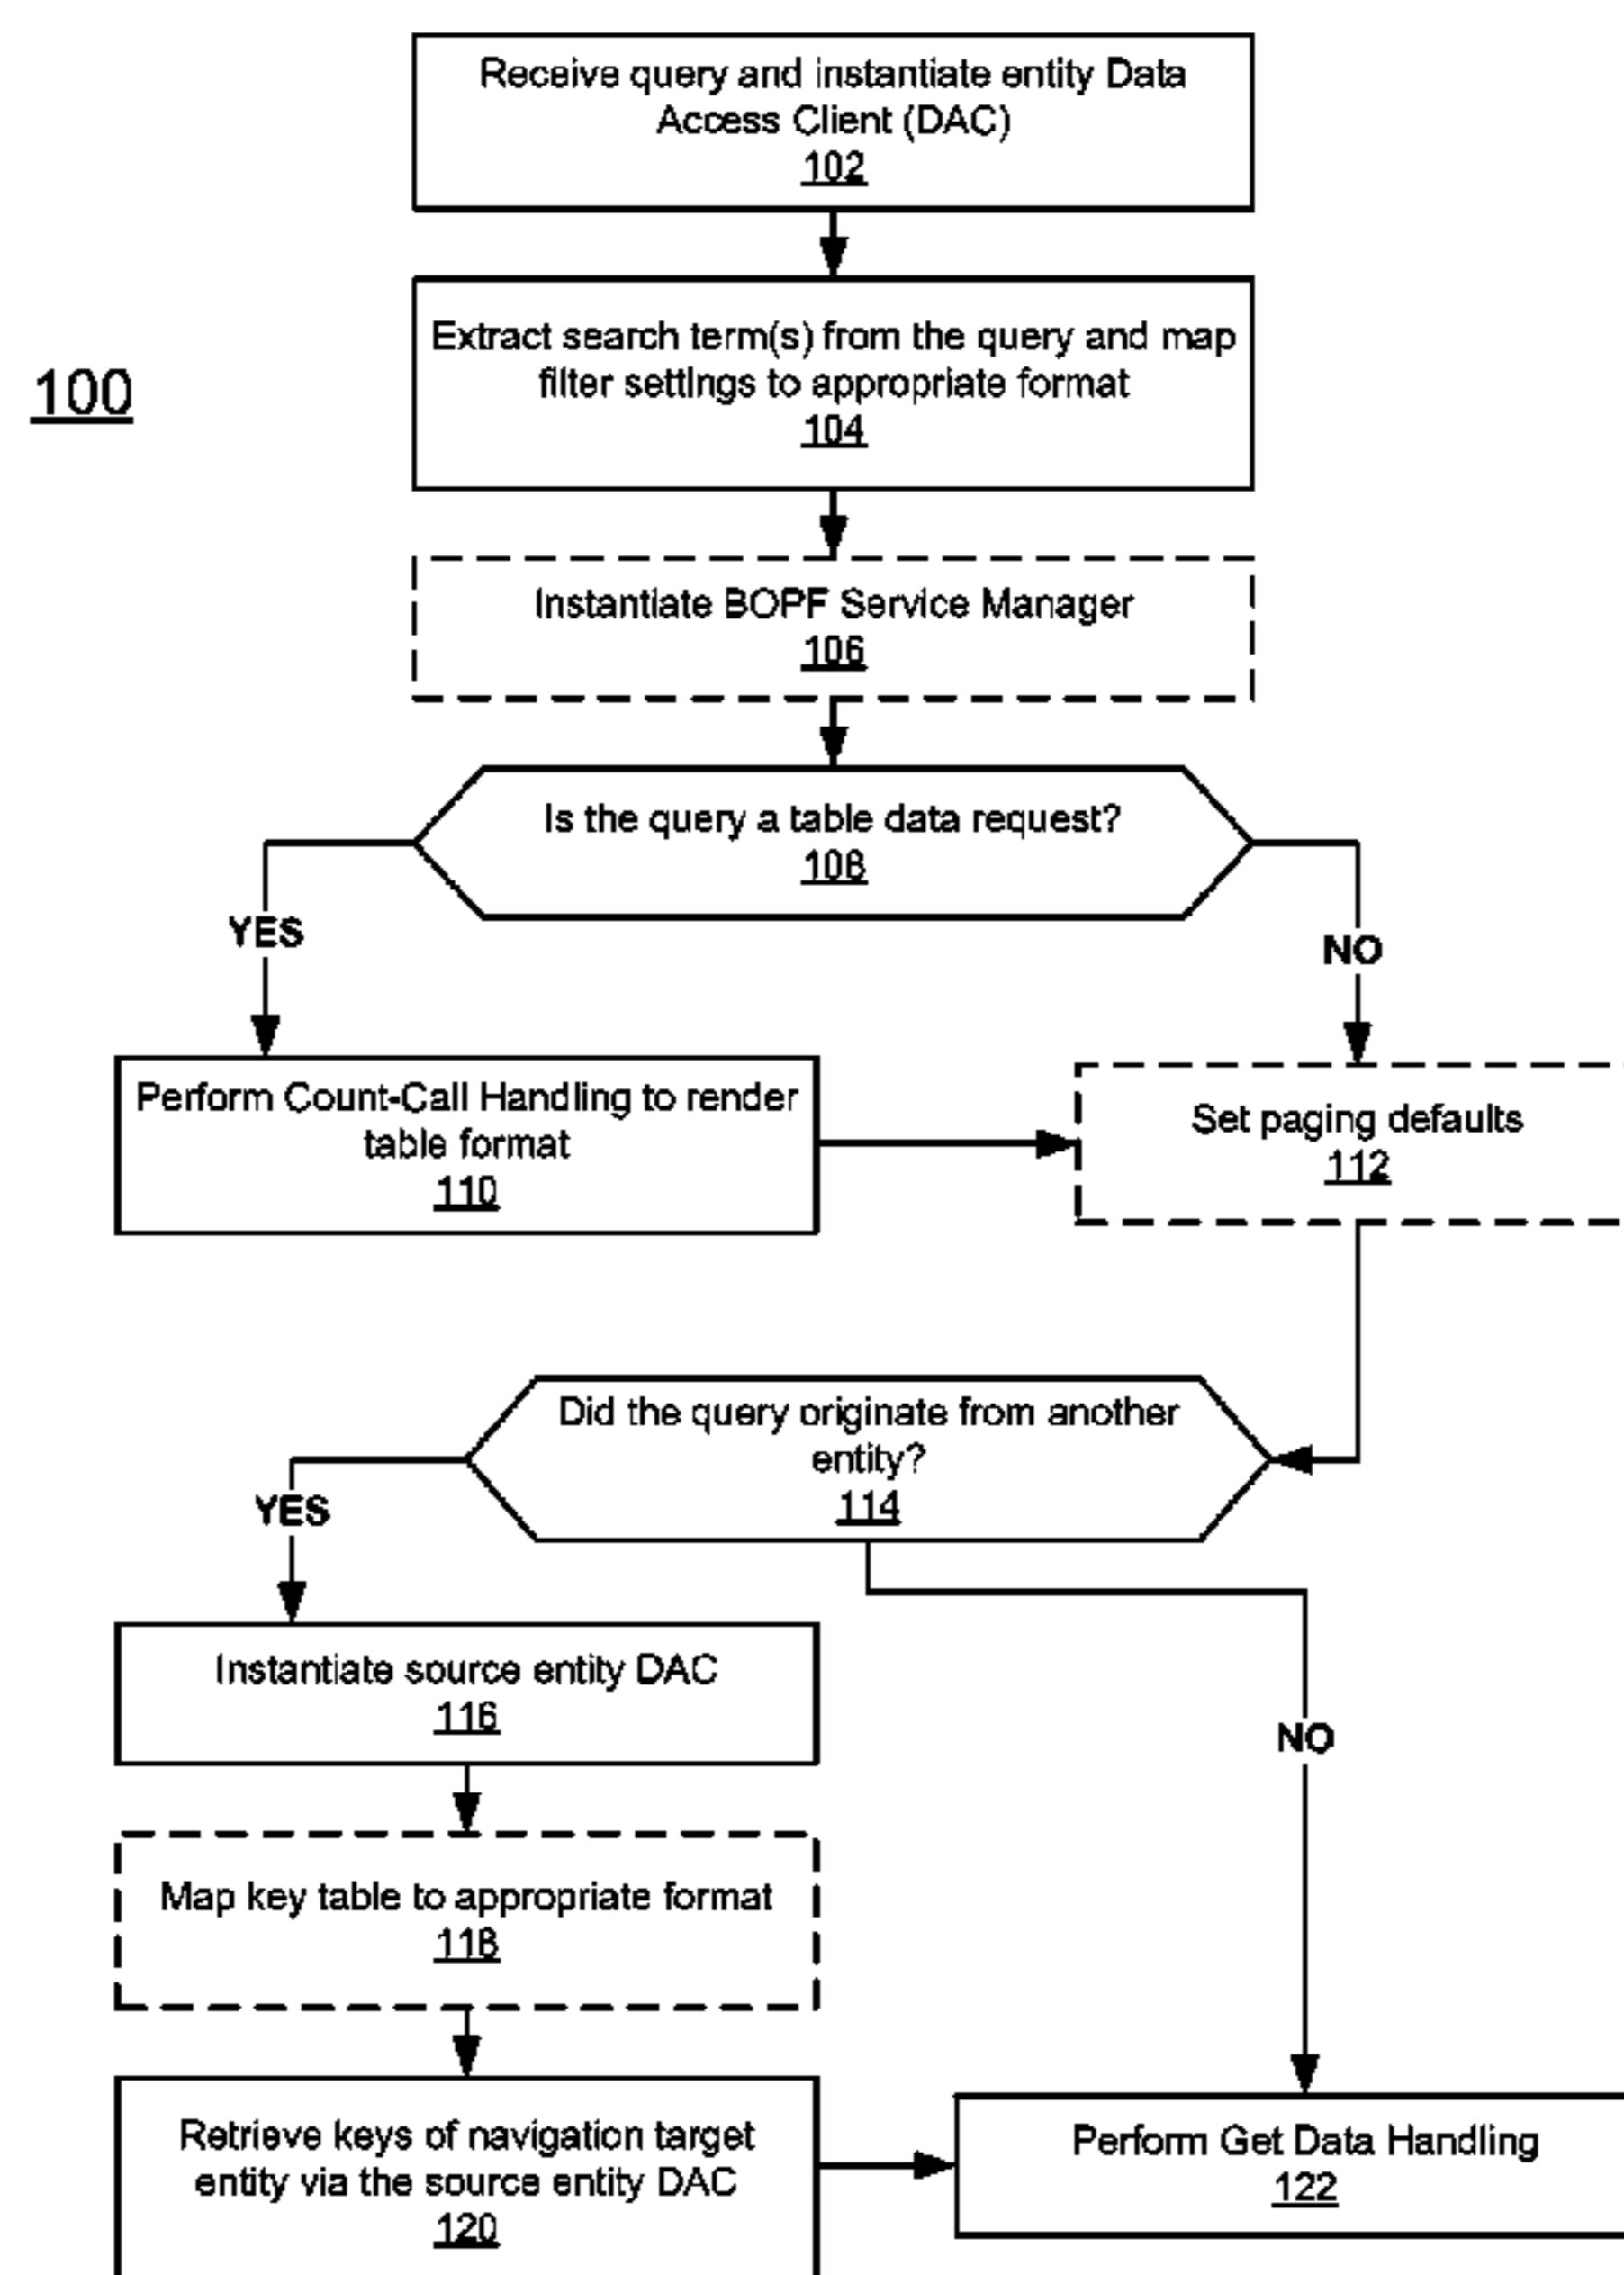 Receive query and instantiate entity Data
Access Client (DAC)
102
100
Extract search term(s) from the query and map
filter settings to appropriate format
104
Instantiate BOPF Service Manager
106
Is the query a table data request?
108
YES
NO
Perform Count-Call Handling to render
table format
110
Set paging defaults
112
Did the query originate from another
entity?
114
YES
Instantiate source entity DAC
116
NO
Map key table to appropriate format
118
Retrieve keys of navigation target
entity via the source entity DAC
120
Perform Get Data Handling
122